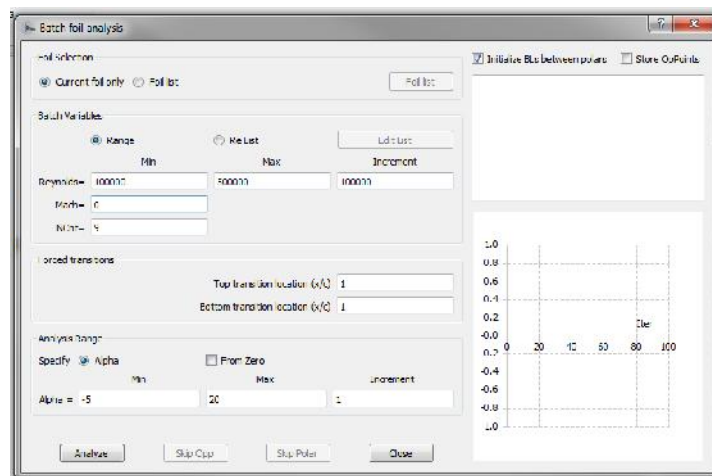 Batch foil analysis
Foil Selection
Current foil only Foil list Foil list
Initialize BLs between polars Store OpPoints
Batch Variables
Range Re List Edit List
Min Max Increment
Reynolds= 100000 500000 100000
Mach= 0
NCrit= 9
Forced transitions
Top transition location (x/c) 1
Bottom transition location (x/c) 1
Analysis Range
Specify Alpha From Zero
Min Max Increment
Alpha = -5 20 1
Analyze Skip Opp Skip Polar Close
1.0
0.8
0.6
0.4
0.2
-0.0
0.2
-0.4
0.6
-0.8
1.0
0 20 40 60 80 100
Iter